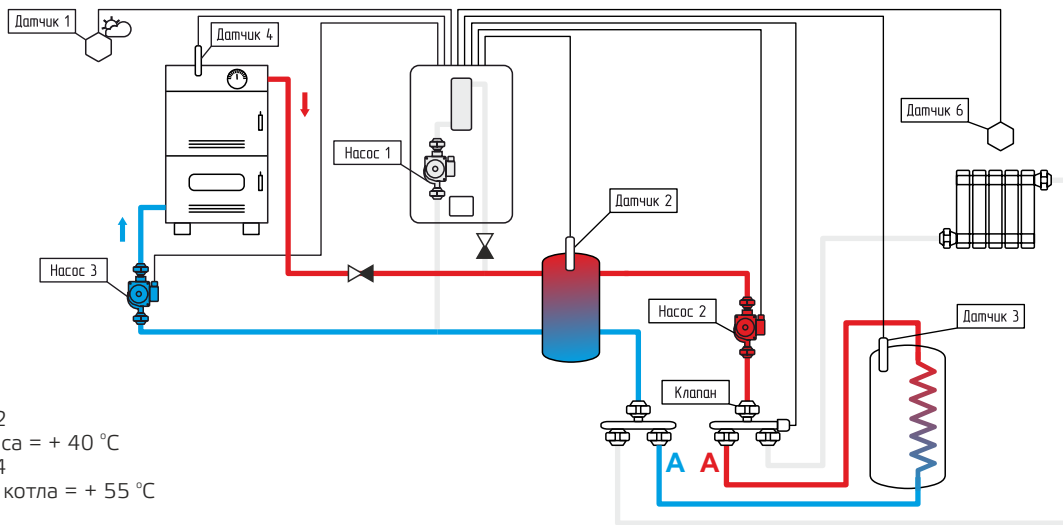 Датчик 1
Датчик 4
Датчик 6
Насос 1
Датчик 2
Насос 3
Насос 2
Датчик 3
Клапан
2
са = + 40 °С
А А
4
котла = + 55 °С